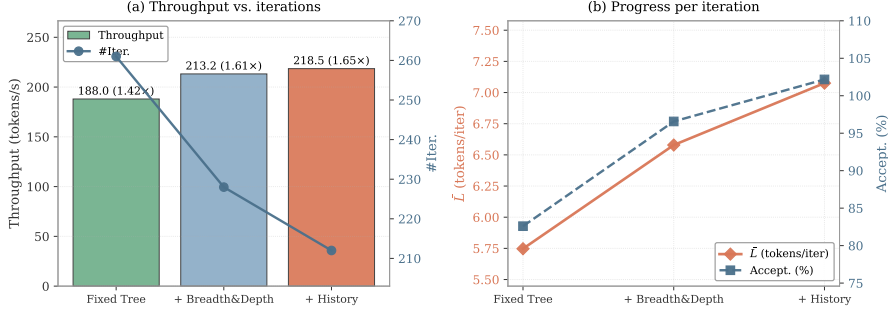 (a) Throughput vs. iterations
Throughput
#Iter.
188.0 (1.42×)
213.2 (1.61×)
218.5 (1.65×)
Throughput (tokens/s)
250
200
150
100
50
0
270
260
250
240
230
220
210
#Iter.
Fixed Tree
+ Breadth&Depth
+ History
(b) Progress per iteration
L̄ (tokens/iter)
7.50
7.25
7.00
6.75
6.50
6.25
6.00
5.75
5.50
110
105
100
95
90
85
80
75
Accept. (%)
L̄ (tokens/iter)
Accept. (%)
Fixed Tree
+ Breadth&Depth
+ History